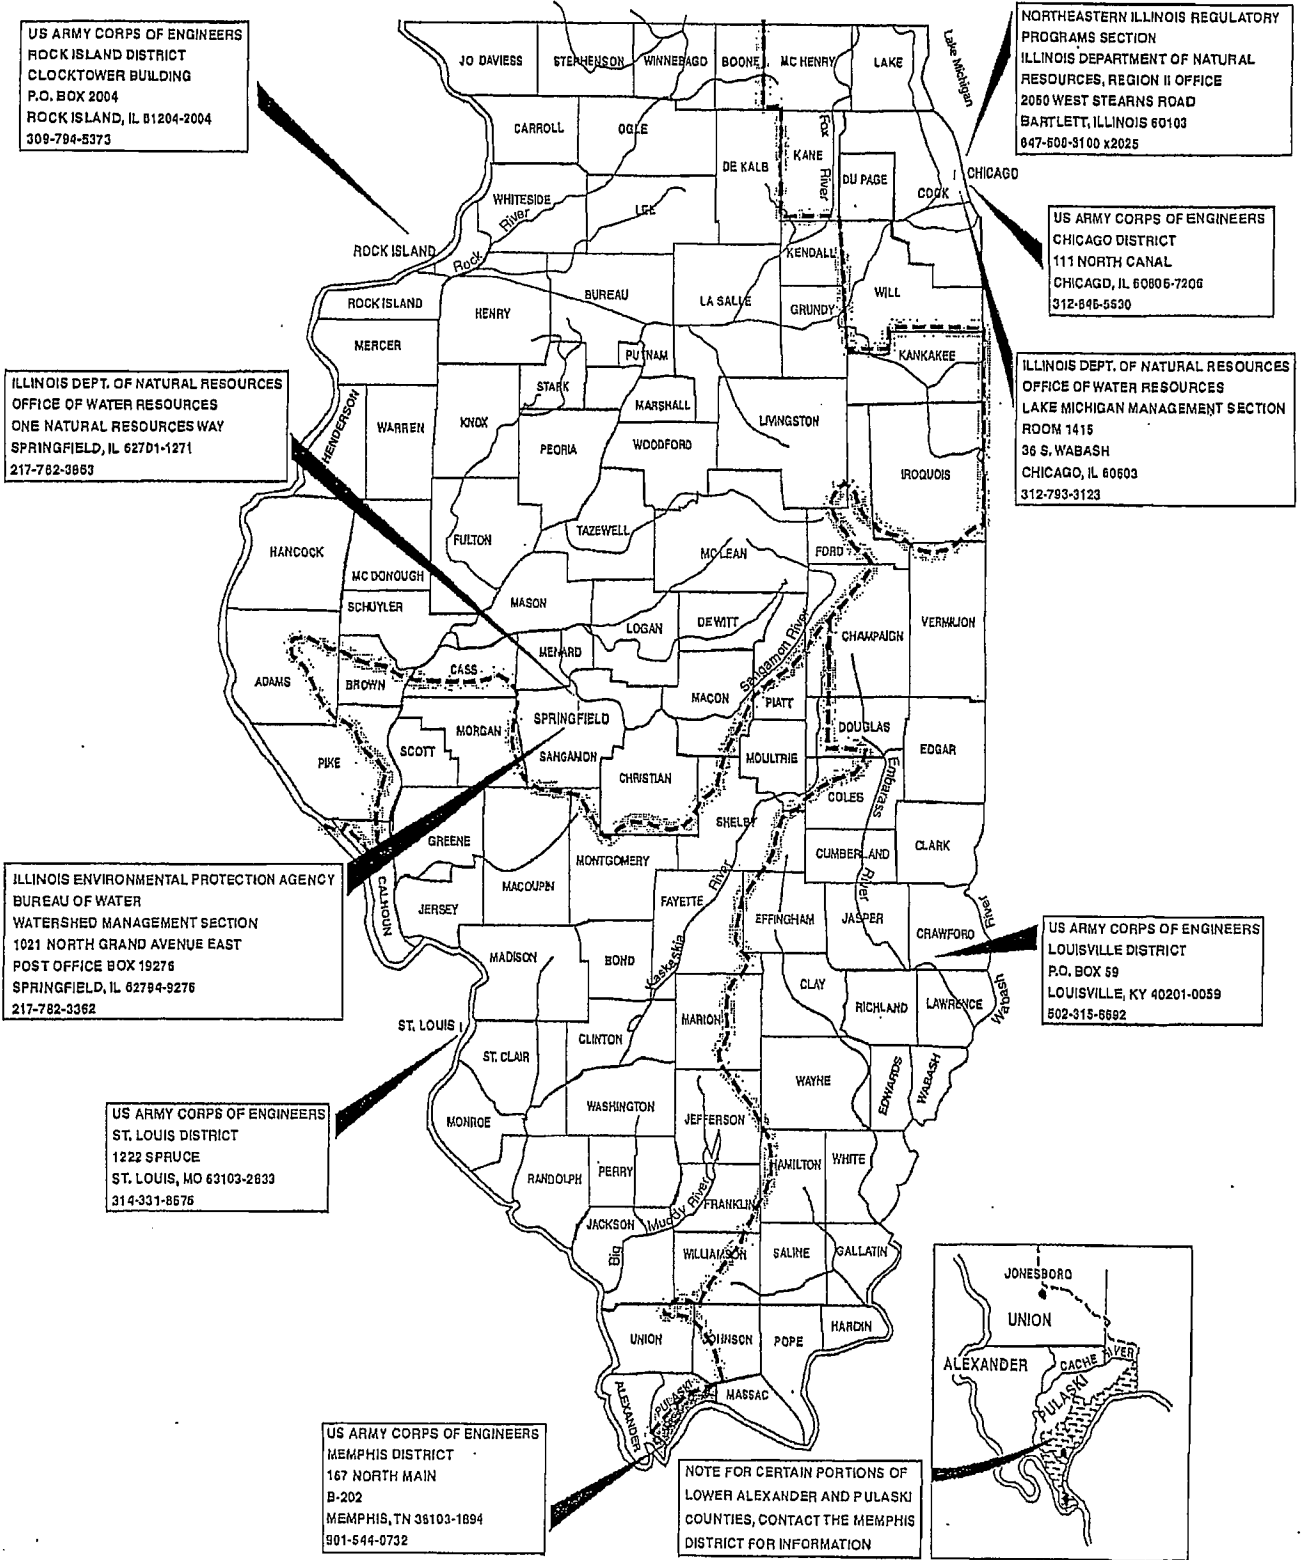 US ARMY CORPS OF ENGINEERS
ROCK ISLAND DISTRICT
CLOCKTOWER BUILDING
P.O. BOX 2004
ROCK ISLAND, IL 61204-2004
309-794-5373
NORTHEASTERN ILLINOIS REGULATORY
PROGRAMS SECTION
ILLINOIS DEPARTMENT OF NATURAL
RESOURCES, REGION II OFFICE
2050 WEST STEARNS ROAD
BARTLETT, ILLINOIS 60103
847-608-3100 x2025
US ARMY CORPS OF ENGINEERS
CHICAGO DISTRICT
111 NORTH CANAL
CHICAGO, IL 60606-7206
312-846-5530
ILLINOIS DEPT. OF NATURAL RESOURCES
OFFICE OF WATER RESOURCES
LAKE MICHIGAN MANAGEMENT SECTION
ROOM 1415
36 S. WABASH
CHICAGO, IL 60603
312-793-3123
ILLINOIS DEPT. OF NATURAL RESOURCES
OFFICE OF WATER RESOURCES
ONE NATURAL RESOURCES WAY
SPRINGFIELD, IL 62701-1271
217-782-3863
ILLINOIS ENVIRONMENTAL PROTECTION AGENCY
BUREAU OF WATER
WATERSHED MANAGEMENT SECTION
1021 NORTH GRAND AVENUE EAST
POST OFFICE BOX 19276
SPRINGFIELD, IL 62794-9276
217-782-3362
US ARMY CORPS OF ENGINEERS
LOUISVILLE DISTRICT
P.O. BOX 59
LOUISVILLE, KY 40201-0059
502-315-6692
US ARMY CORPS OF ENGINEERS
ST. LOUIS DISTRICT
1222 SPRUCE
ST. LOUIS, MO 63103-2833
314-331-8575
US ARMY CORPS OF ENGINEERS
MEMPHIS DISTRICT
167 NORTH MAIN
B-202
MEMPHIS, TN 38103-1894
901-544-0732
NOTE FOR CERTAIN PORTIONS OF
LOWER ALEXANDER AND PULASKI
COUNTIES, CONTACT THE MEMPHIS
DISTRICT FOR INFORMATION
JO DAVIESS
STEPHENSON
WINNEBAGO
BOONE
MC HENRY
LAKE
Lake Michigan
CARROLL
OGLE
DE KALB
KANE
Fox
River
DU PAGE
COOK
CHICAGO
WHITESIDE
LEE
Rock
River
ROCK ISLAND
ROCK ISLAND
HENRY
BUREAU
LA SALLE
KENDALL
GRUNDY
WILL
MERCER
PUTNAM
KANKAKEE
STARK
MARSHALL
HENDERSON
WARREN
KNOX
PEORIA
WOODFORD
LIVINGSTON
IROQUOIS
HANCOCK
MC DONOUGH
FULTON
TAZEWELL
MC LEAN
FORD
SCHUYLER
MASON
LOGAN
DEWITT
CHAMPAIGN
VERMILION
ADAMS
BROWN
CASS
MENARD
MACON
Sangamon River
PIATT
PIKE
SCOTT
MORGAN
SPRINGFIELD
SANGAMON
CHRISTIAN
MOULTRIE
DOUGLAS
EDGAR
COLES
Embarass
River
CALHOUN
GREENE
MACOUPIN
MONTGOMERY
SHELBY
CUMBERLAND
CLARK
JERSEY
FAYETTE
Kaskaskia
River
EFFINGHAM
JASPER
CRAWFORD
Wabash
River
MADISON
BOND
CLAY
RICHLAND
LAWRENCE
ST. LOUIS
ST. CLAIR
CLINTON
MARION
WAYNE
EDWARDS
WABASH
MONROE
WASHINGTON
JEFFERSON
RANDOLPH
PERRY
HAMILTON
WHITE
JACKSON
Big
Muddy River
FRANKLIN
WILLIAMSON
SALINE
GALLATIN
UNION
JOHNSON
POPE
HARDIN
ALEXANDER
PULASKI
MASSAC
JONESBORO
UNION
ALEXANDER
CACHE RIVER
PULASKI